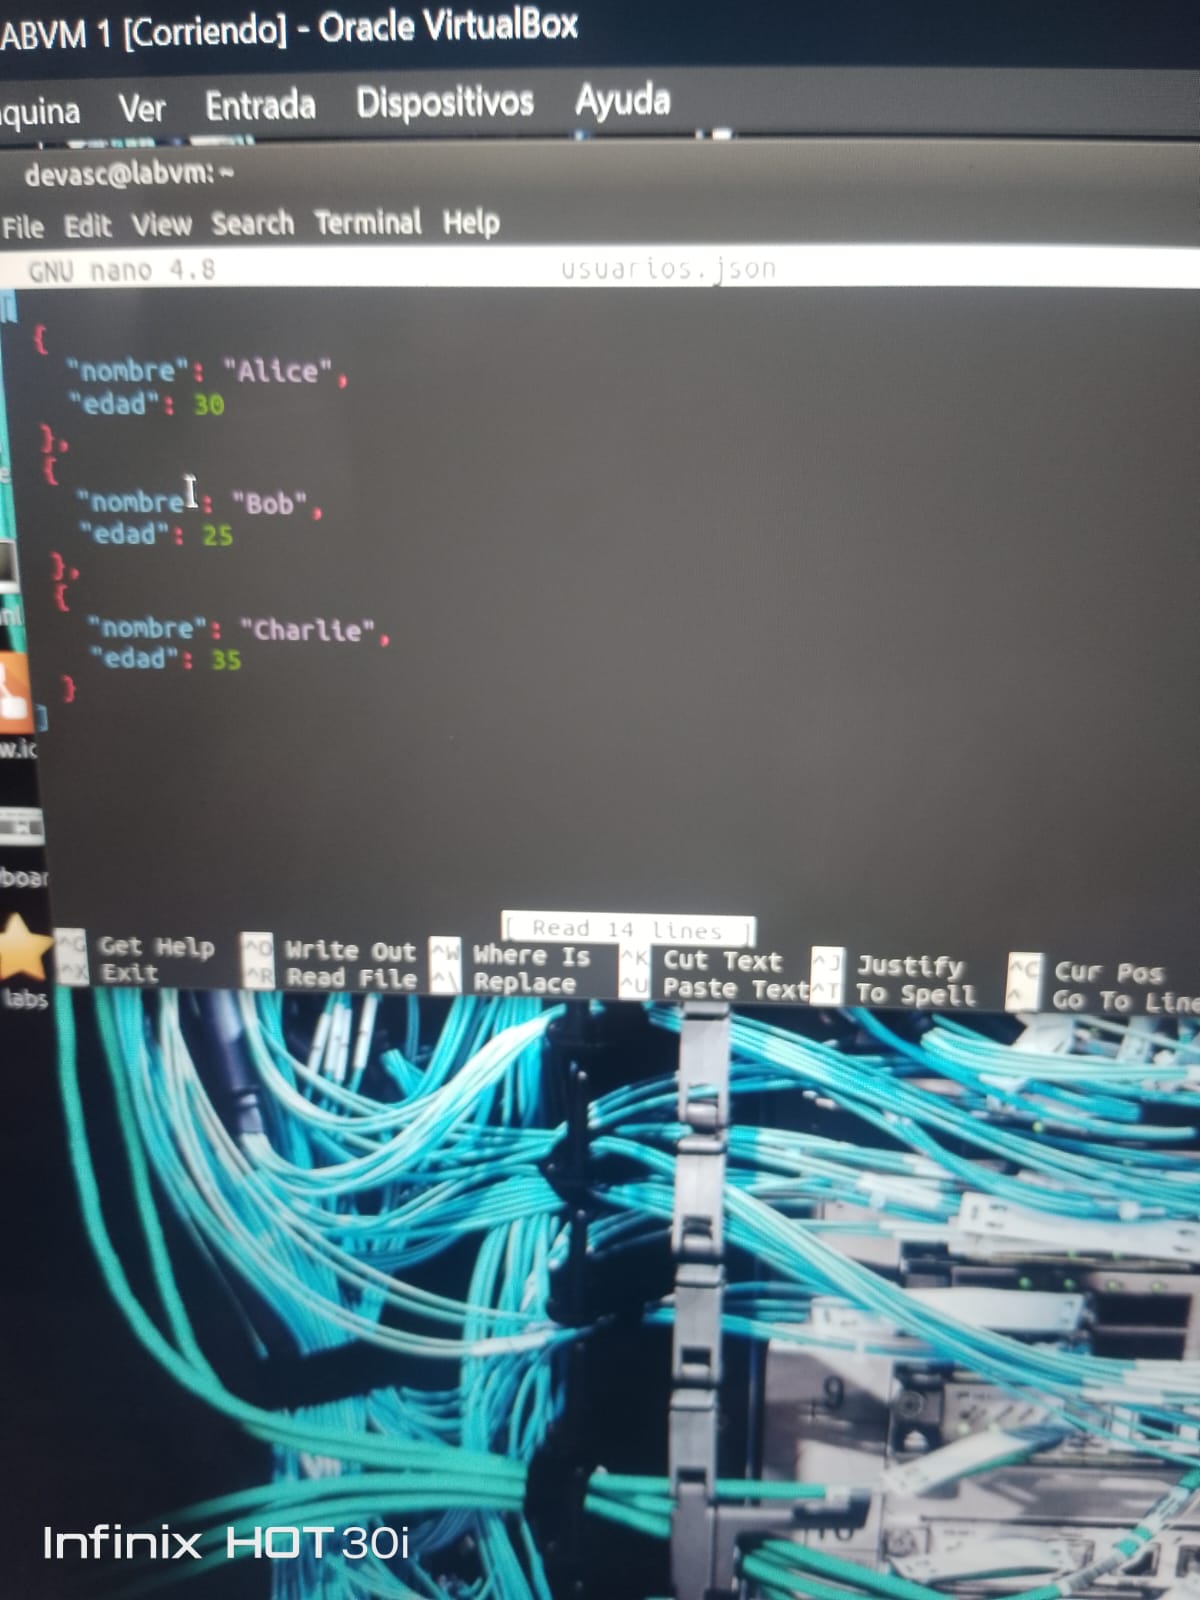 ABVM 1 [Corriendo] - Oracle VirtualBox
quina Ver Entrada Dispositivos Ayuda
devasc@labvm: ~
File Edit View Search Terminal Help
GNU nano 4.8 usuarios.json
[
{
"nombre": "Alice",
"edad": 30
},
{
"nombre": "Bob",
"edad": 25
},
{
"nombre": "Charlie",
"edad": 35
}
]
[ Read 14 lines ]
^G Get Help ^O Write Out ^W Where Is ^K Cut Text ^J Justify ^C Cur Pos
^X Exit ^R Read File ^\ Replace ^U Paste Text ^T To Spell ^_ Go To Line
w.io
boar
labs
9
Infinix HOT 30i